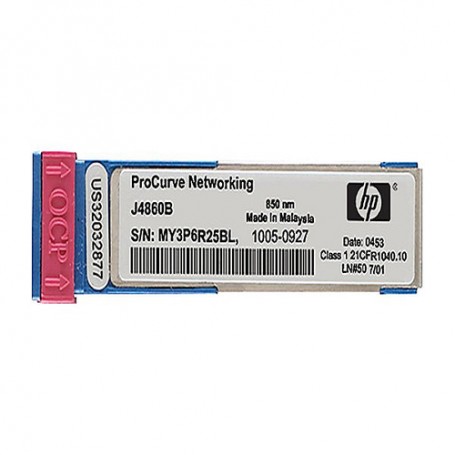 ↑ OCP ↑
US32032877
ProCurve Networking
J4860B
S/N: MY3P6R25BL, 1005-0927
850 nm
Made in Malaysia
hp
Date: 0453
Class 1 21CFR1040.10
LN#50 7/01